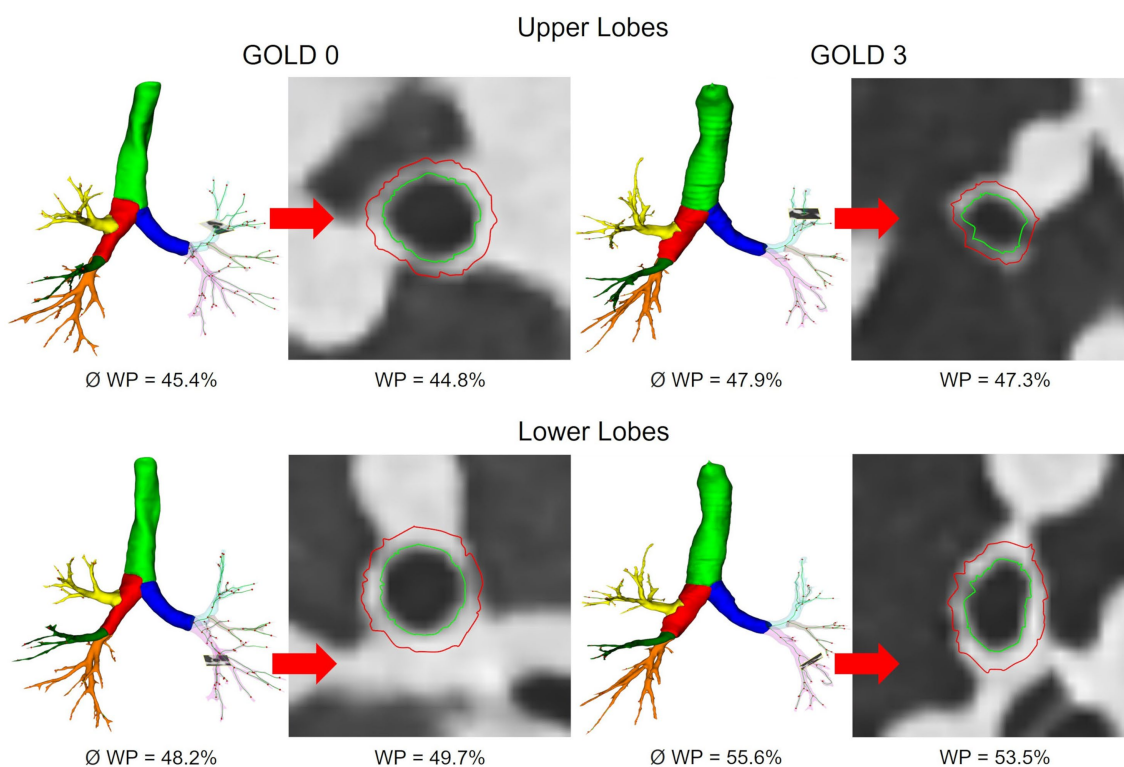 Upper Lobes
GOLD 0
GOLD 3
Ø WP = 45.4%
WP = 44.8%
Ø WP = 47.9%
WP = 47.3%
Lower Lobes
Ø WP = 48.2%
WP = 49.7%
Ø WP = 55.6%
WP = 53.5%